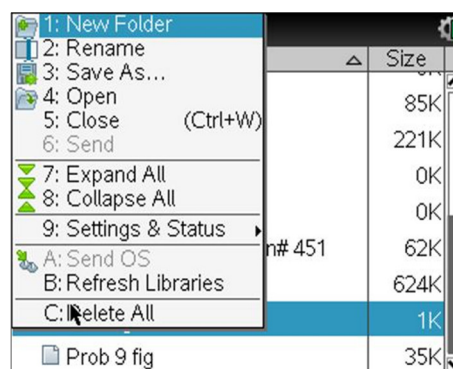 1: New Folder
2: Rename
Size
3: Save As...
4: Open
85K
5: Close (Ctrl+W)
6: Send
221K
7: Expand All
0K
8: Collapse All
0K
9: Settings & Status
n# 451
62K
A: Send OS
B: Refresh Libraries
624K
C: Delete All
1K
Prob 9 fig
35K